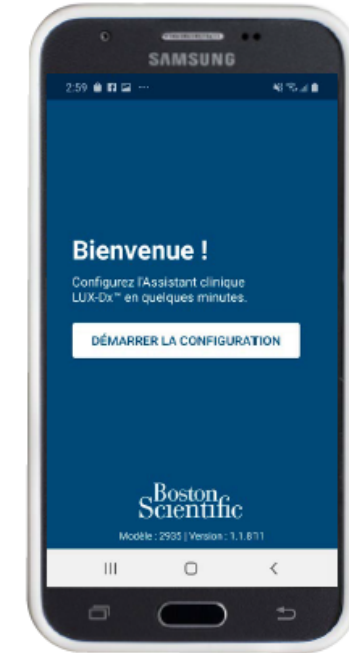 SAMSUNG
2:59
Bienvenue !
Configurez l'Assistant clinique
LUX-Dx™ en quelques minutes.
DÉMARRER LA CONFIGURATION
Boston
Scientific
Modèle : 2935 | Version : 1.1.811